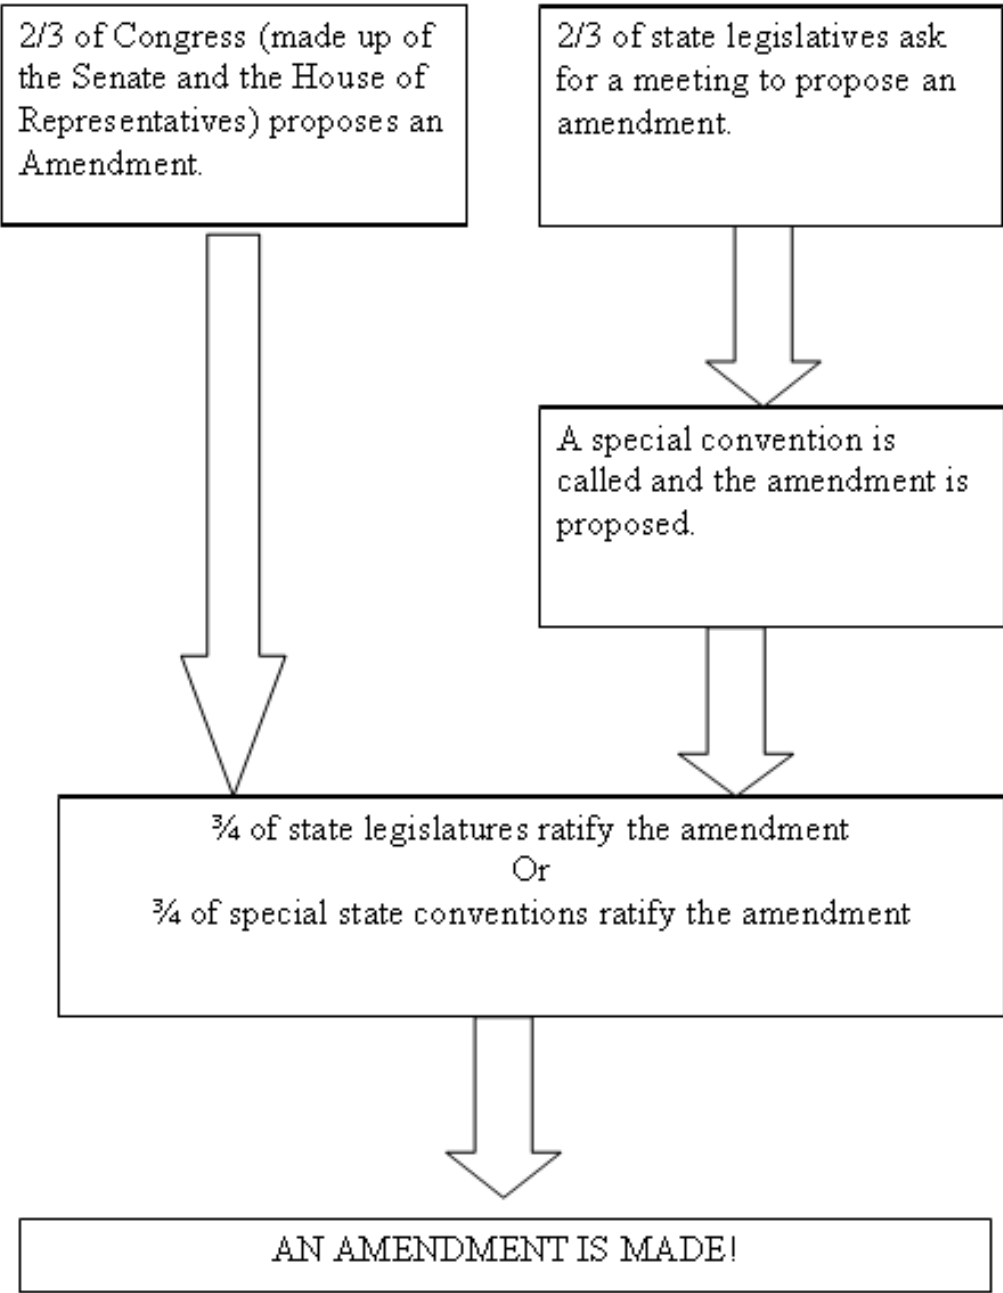 2/3 of Congress (made up of
the Senate and the House of
Representatives) proposes an
Amendment.
2/3 of state legislatives ask
for a meeting to propose an
amendment.
A special convention is
called and the amendment is
proposed.
¾ of state legislatures ratify the amendment
Or
¾ of special state conventions ratify the amendment
AN AMENDMENT IS MADE!